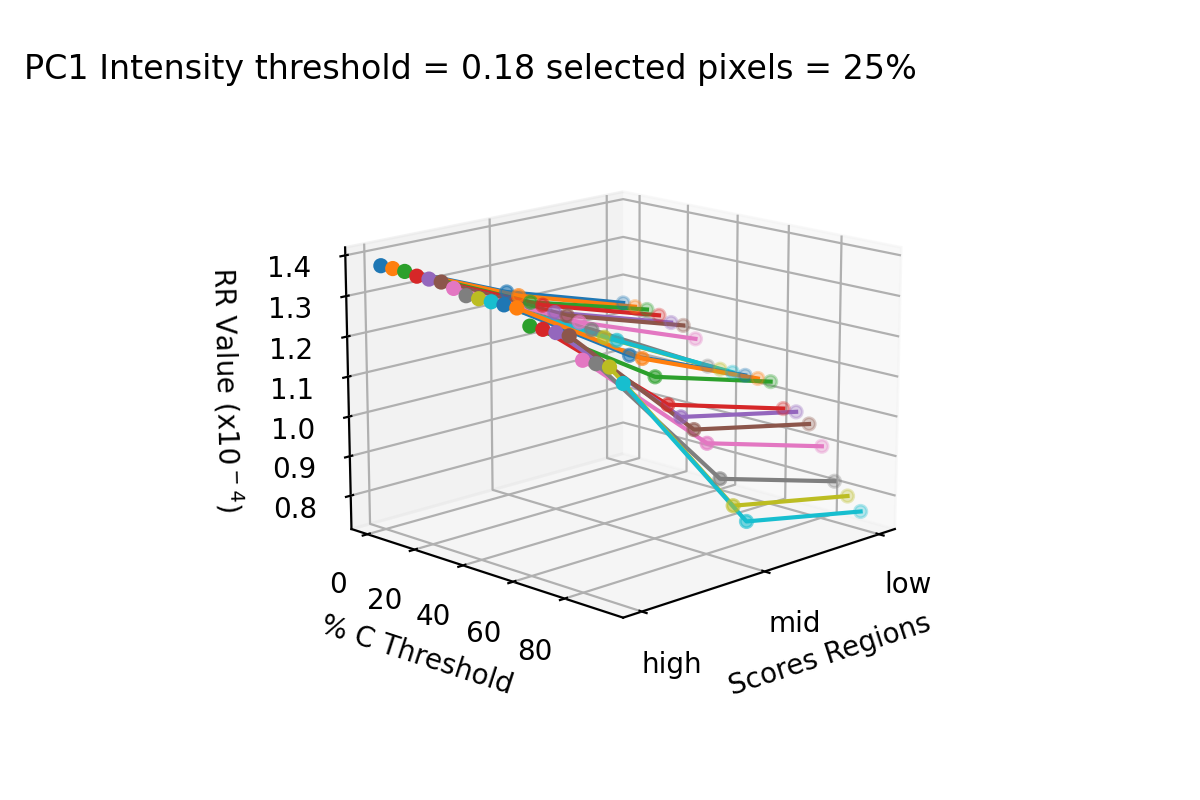 PC1 Intensity threshold = 0.18 selected pixels = 25%
1.4
1.3
1.2
1.1
1.0
0.9
0.8
RR Value (x10⁻⁴)
0
20
40
60
80
% C Threshold
high
mid
low
Scores Regions